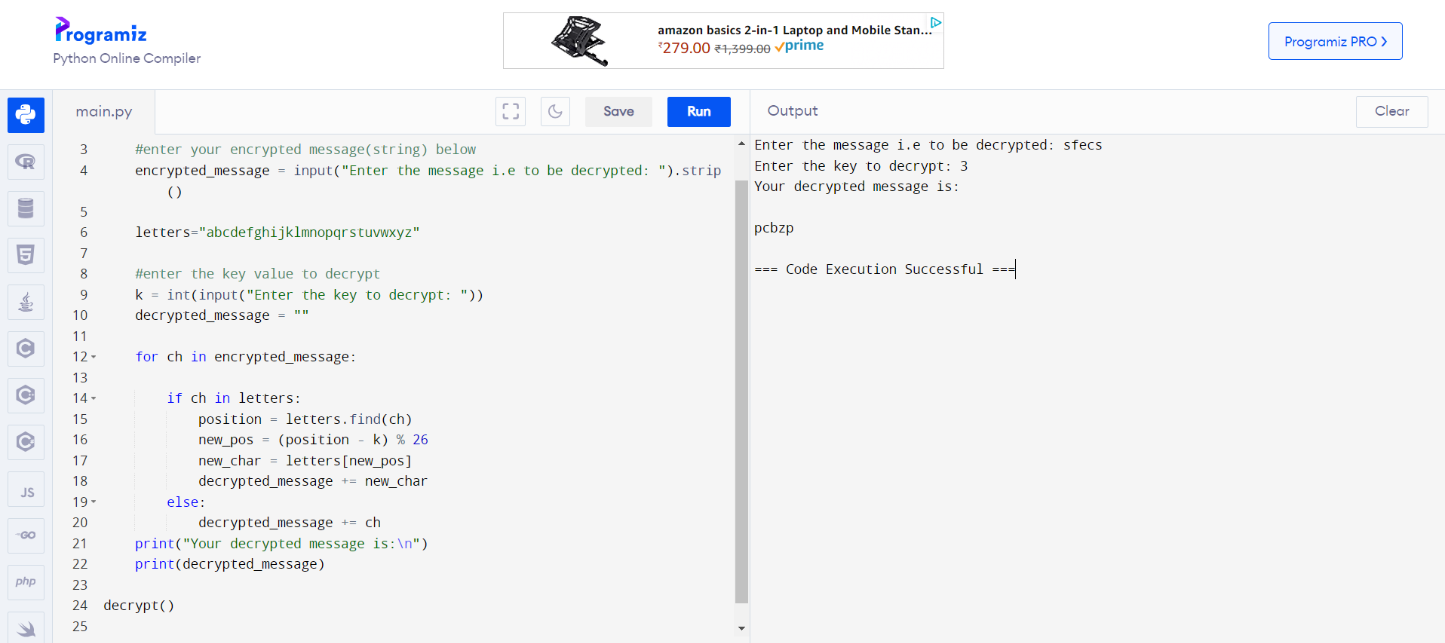 Programiz
Python Online Compiler
amazon basics 2-in-1 Laptop and Mobile Stan...
₹279.00 ₹1,399.00 prime
Programiz PRO
main.py
Save
Run
Output
Clear
3 #enter your encrypted message(string) below
4 encrypted_message = input("Enter the message i.e to be decrypted: ").strip
()
5
6 letters="abcdefghijklmnopqrstuvwxyz"
7
8 #enter the key value to decrypt
9 k = int(input("Enter the key to decrypt: "))
10 decrypted_message = ""
11
12 for ch in encrypted_message:
13
14 if ch in letters:
15 position = letters.find(ch)
16 new_pos = (position - k) % 26
17 new_char = letters[new_pos]
18 decrypted_message += new_char
19 else:
20 decrypted_message += ch
21 print("Your decrypted message is:\n")
22 print(decrypted_message)
23
24 decrypt()
25
Enter the message i.e to be decrypted: sfecs
Enter the key to decrypt: 3
Your decrypted message is:
pcbzp
=== Code Execution Successful ===
R
5
C
C
C
JS
GO
php